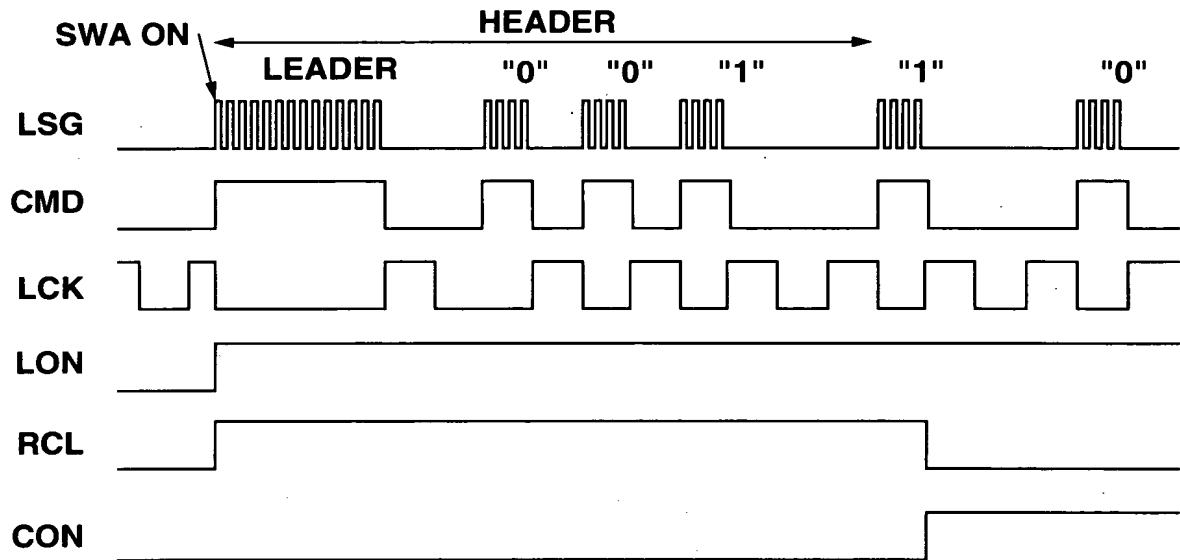 HEADER
SWA ON
LEADER "0" "0" "1" "1" "0"
LSG
CMD
LCK
LON
RCL
CON